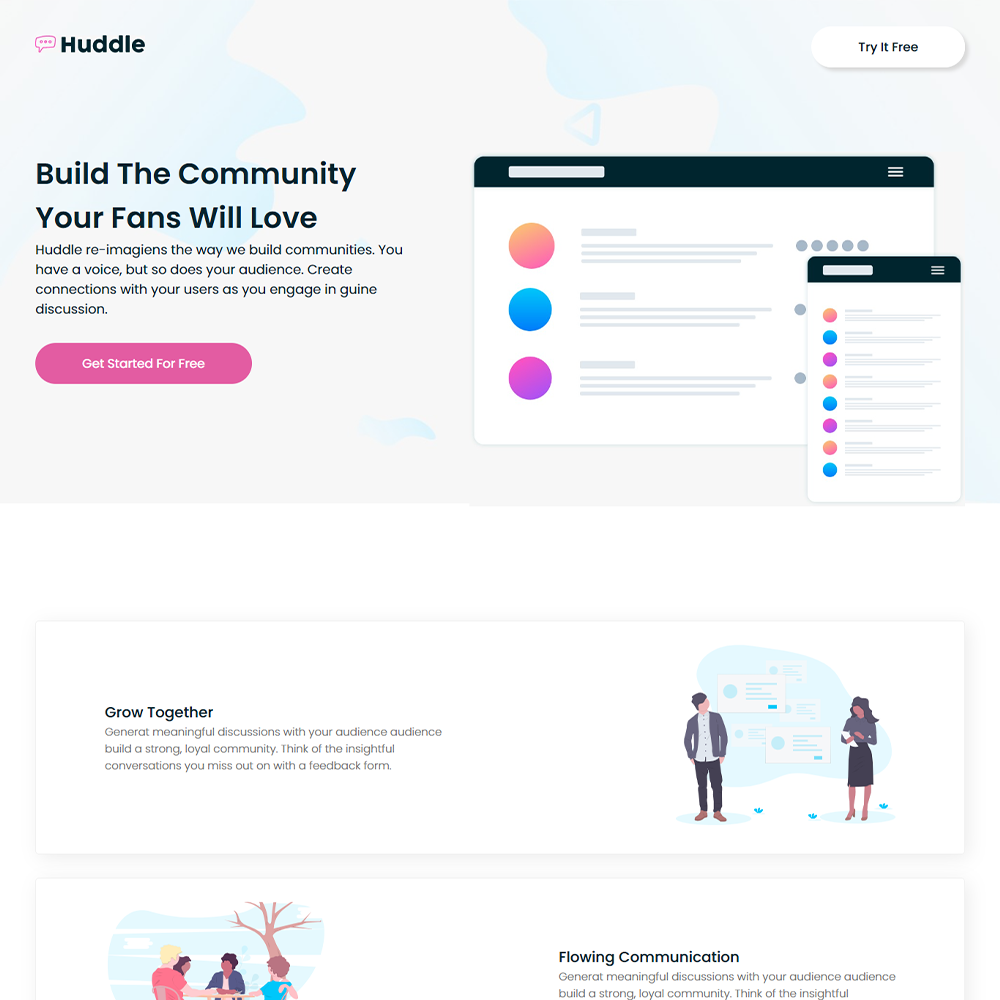 Huddle
Try It Free
Build The Community
Your Fans Will Love
Huddle re-imagiens the way we build communities. You
have a voice, but so does your audience. Create
connections with your users as you engage in guine
discussion.
Get Started For Free
Grow Together
Generat meaningful discussions with your audience audience
build a strong, loyal community. Think of the insightful
conversations you miss out on with a feedback form.
Flowing Communication
Generat meaningful discussions with your audience audience
build a strong, loyal community. Think of the insightful